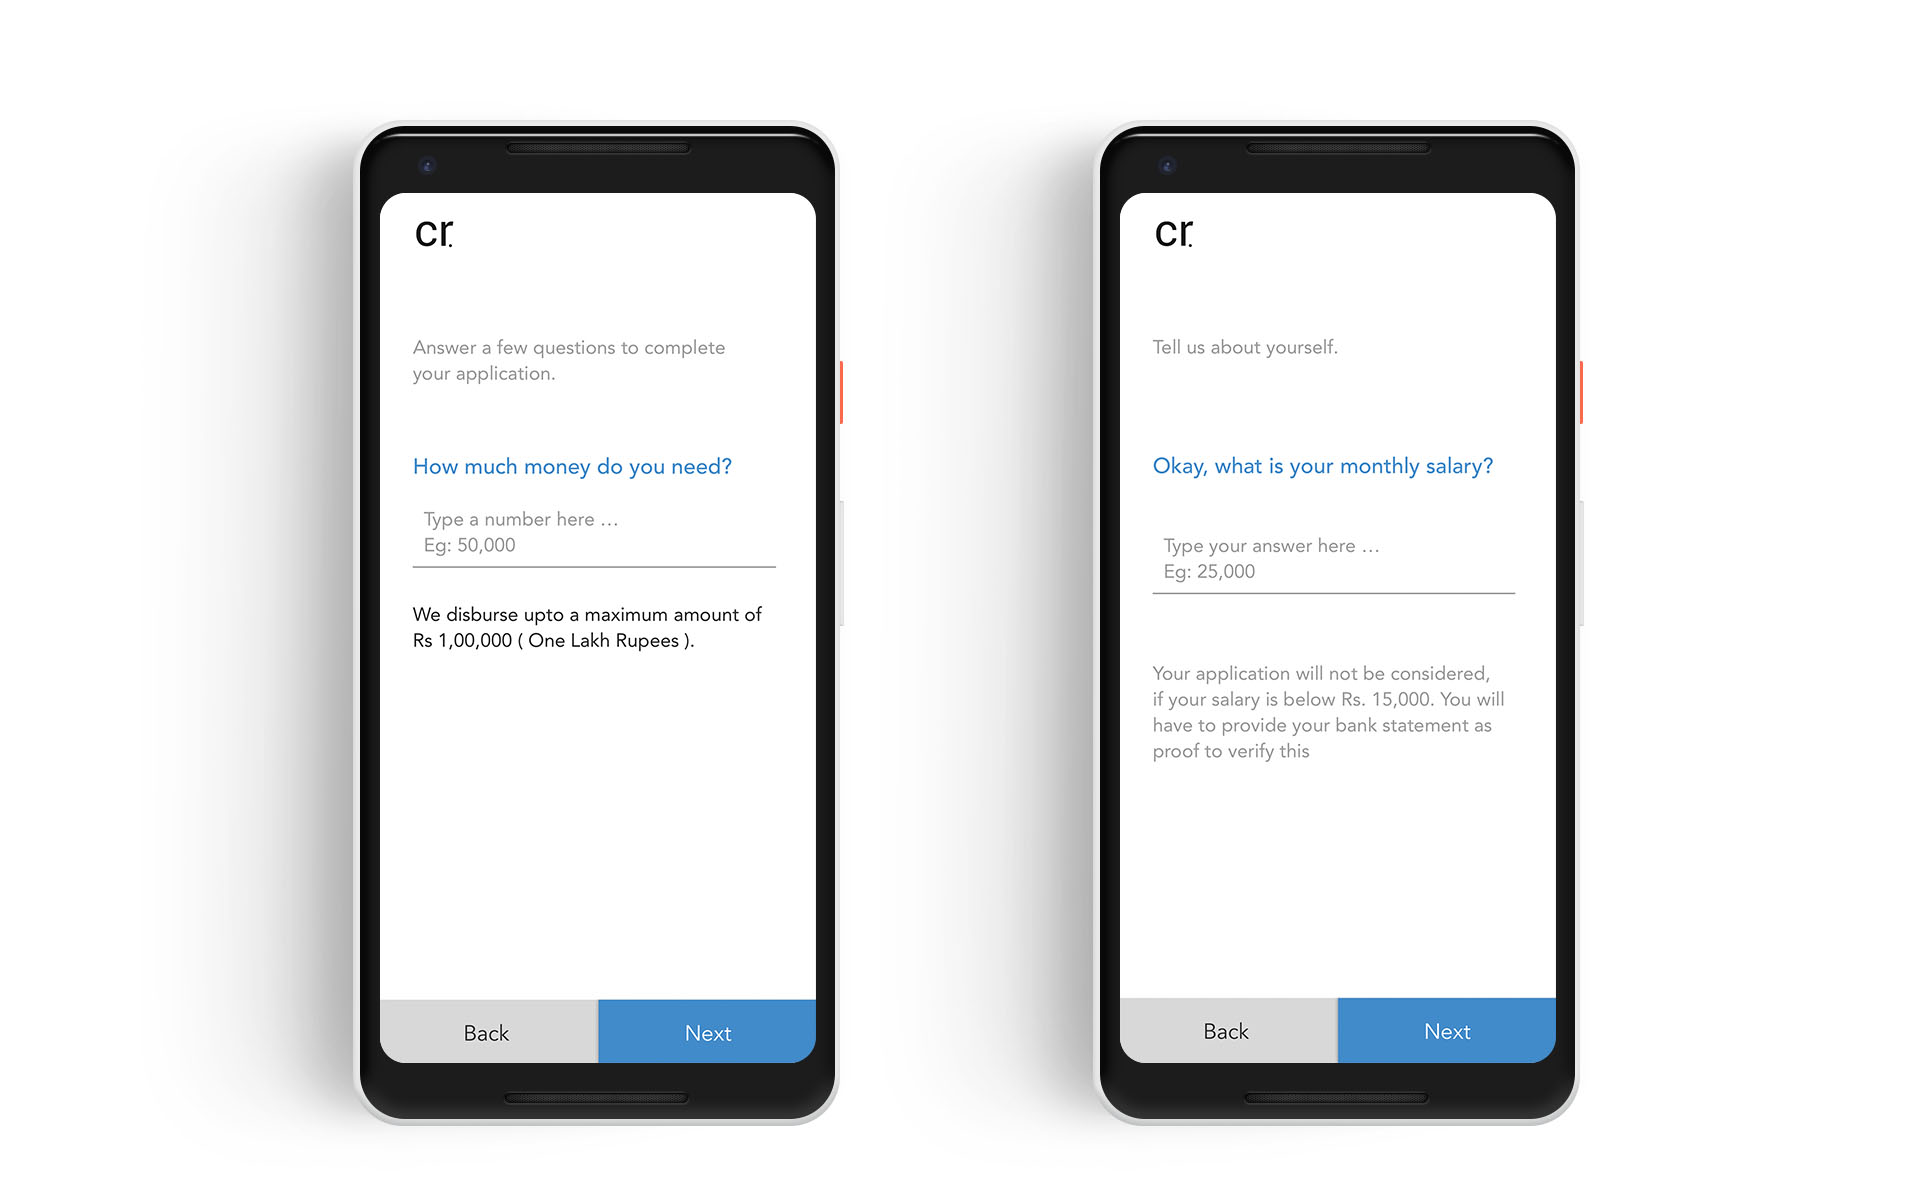 cr.
Answer a few questions to complete
your application.
How much money do you need?
Type a number here ...
Eg: 50,000
We disburse upto a maximum amount of
Rs 1,00,000 ( One Lakh Rupees ).
Back
Next
cr.
Tell us about yourself.
Okay, what is your monthly salary?
Type your answer here ...
Eg: 25,000
Your application will not be considered,
if your salary is below Rs. 15,000. You will
have to provide your bank statement as
proof to verify this
Back
Next